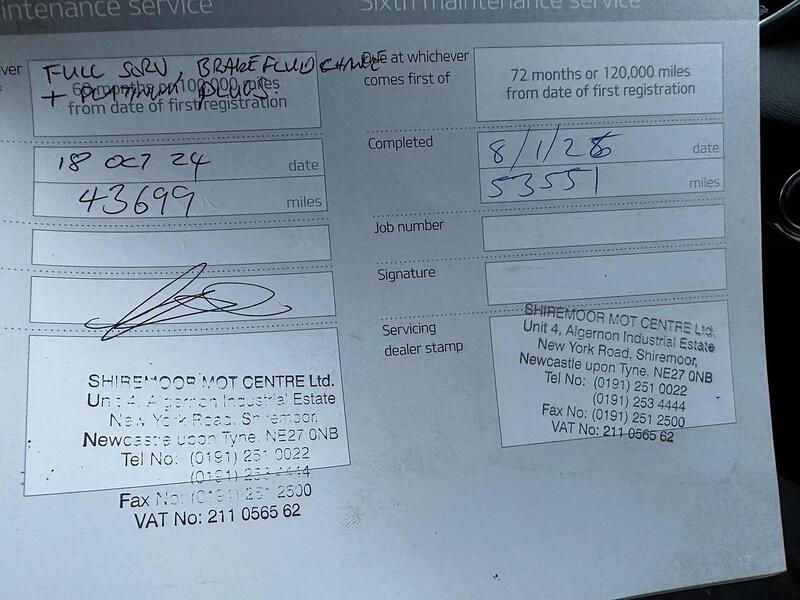 ntenance service
ver
FULL SERV, BRAKE FLUID CHANGE
+ PLATINUM PLUGS.
60 months or 100,000 miles
from date of first registration
18 OCT 24 date
43699 miles
SHIREMOOR MOT CENTRE Ltd.
Unit 4, Algernon Industrial Estate
New York Road, Shiremoor,
Newcastle upon Tyne, NE27 0NB
Tel No: (0191) 251 0022
(0191) 253 4444
Fax No: (0191) 251 2500
VAT No: 211 0565 62
Sixth maintenance service
Due at whichever
comes first of
72 months or 120,000 miles
from date of first registration
Completed
8/1/26 date
53551 miles
Job number
Signature
Servicing
dealer stamp
SHIREMOOR MOT CENTRE Ltd.
Unit 4, Algernon Industrial Estate
New York Road, Shiremoor,
Newcastle upon Tyne, NE27 0NB
Tel No: (0191) 251 0022
(0191) 253 4444
Fax No: (0191) 251 2500
VAT No: 211 0565 62